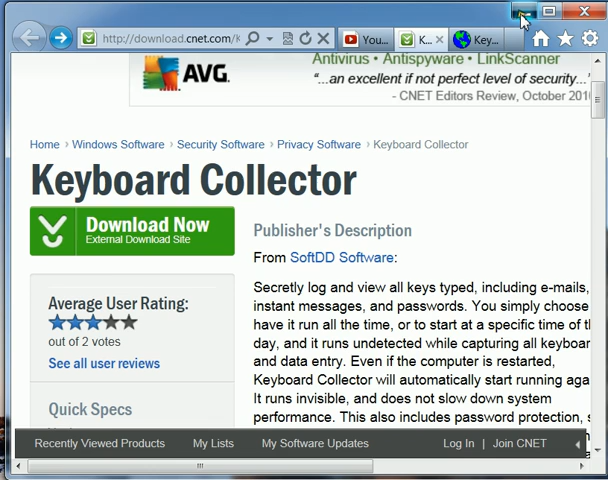 http://download.cnet.com/K
You...
K...
Key...
AVG.
Antivirus • Antispyware • LinkScanner
"...an excellent if not perfect level of security..."
- CNET Editors Review, October 2010
Home › Windows Software › Security Software › Privacy Software › Keyboard Collector
Keyboard Collector
Download Now
External Download Site
Publisher's Description
From SoftDD Software:
Average User Rating:
out of 2 votes
See all user reviews
Quick Specs
Secretly log and view all keys typed, including e-mails,
instant messages, and passwords. You simply choose
have it run all the time, or to start at a specific time of
day, and it runs undetected while capturing all keyboar
and data entry. Even if the computer is restarted,
Keyboard Collector will automatically start running aga
It runs invisible, and does not slow down system
performance. This also includes password protection,
Recently Viewed Products
My Lists
My Software Updates
Log In | Join CNET